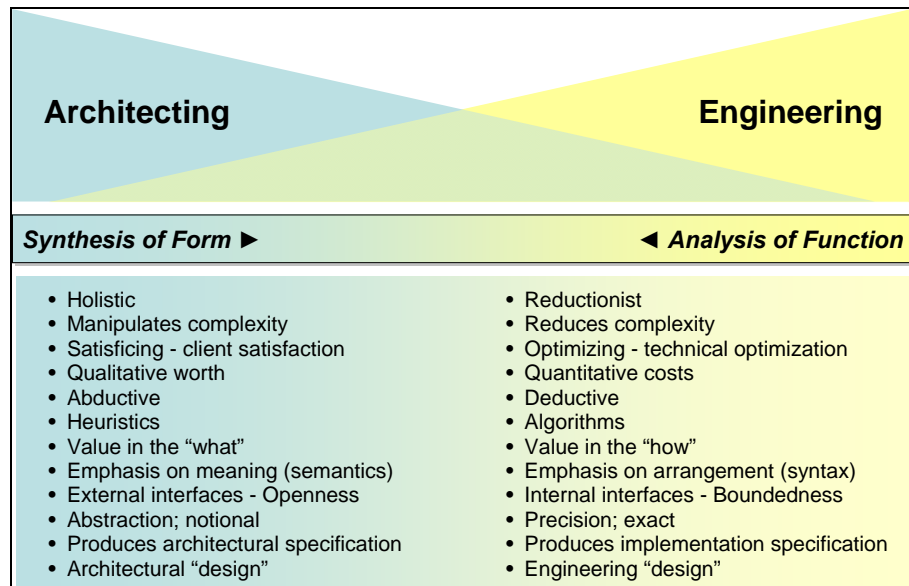 Architecting
Engineering
Synthesis of Form ►
◄ Analysis of Function
• Holistic
• Manipulates complexity
• Satisficing - client satisfaction
• Qualitative worth
• Abductive
• Heuristics
• Value in the “what”
• Emphasis on meaning (semantics)
• External interfaces - Openness
• Abstraction; notional
• Produces architectural specification
• Architectural “design”
• Reductionist
• Reduces complexity
• Optimizing - technical optimization
• Quantitative costs
• Deductive
• Algorithms
• Value in the “how”
• Emphasis on arrangement (syntax)
• Internal interfaces - Boundedness
• Precision; exact
• Produces implementation specification
• Engineering “design”